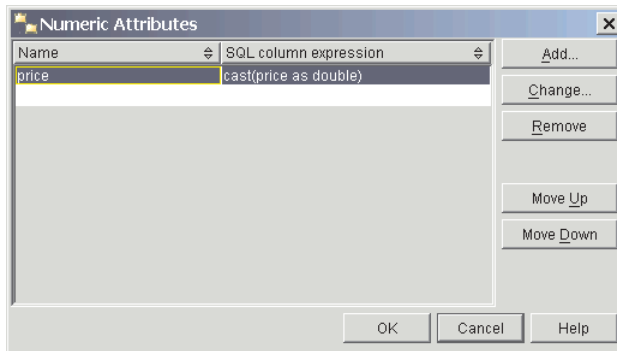 Numeric Attributes
Name SQL column expression Add...
price cast(price as double)
Change...
Remove
Move Up
Move Down
OK Cancel Help